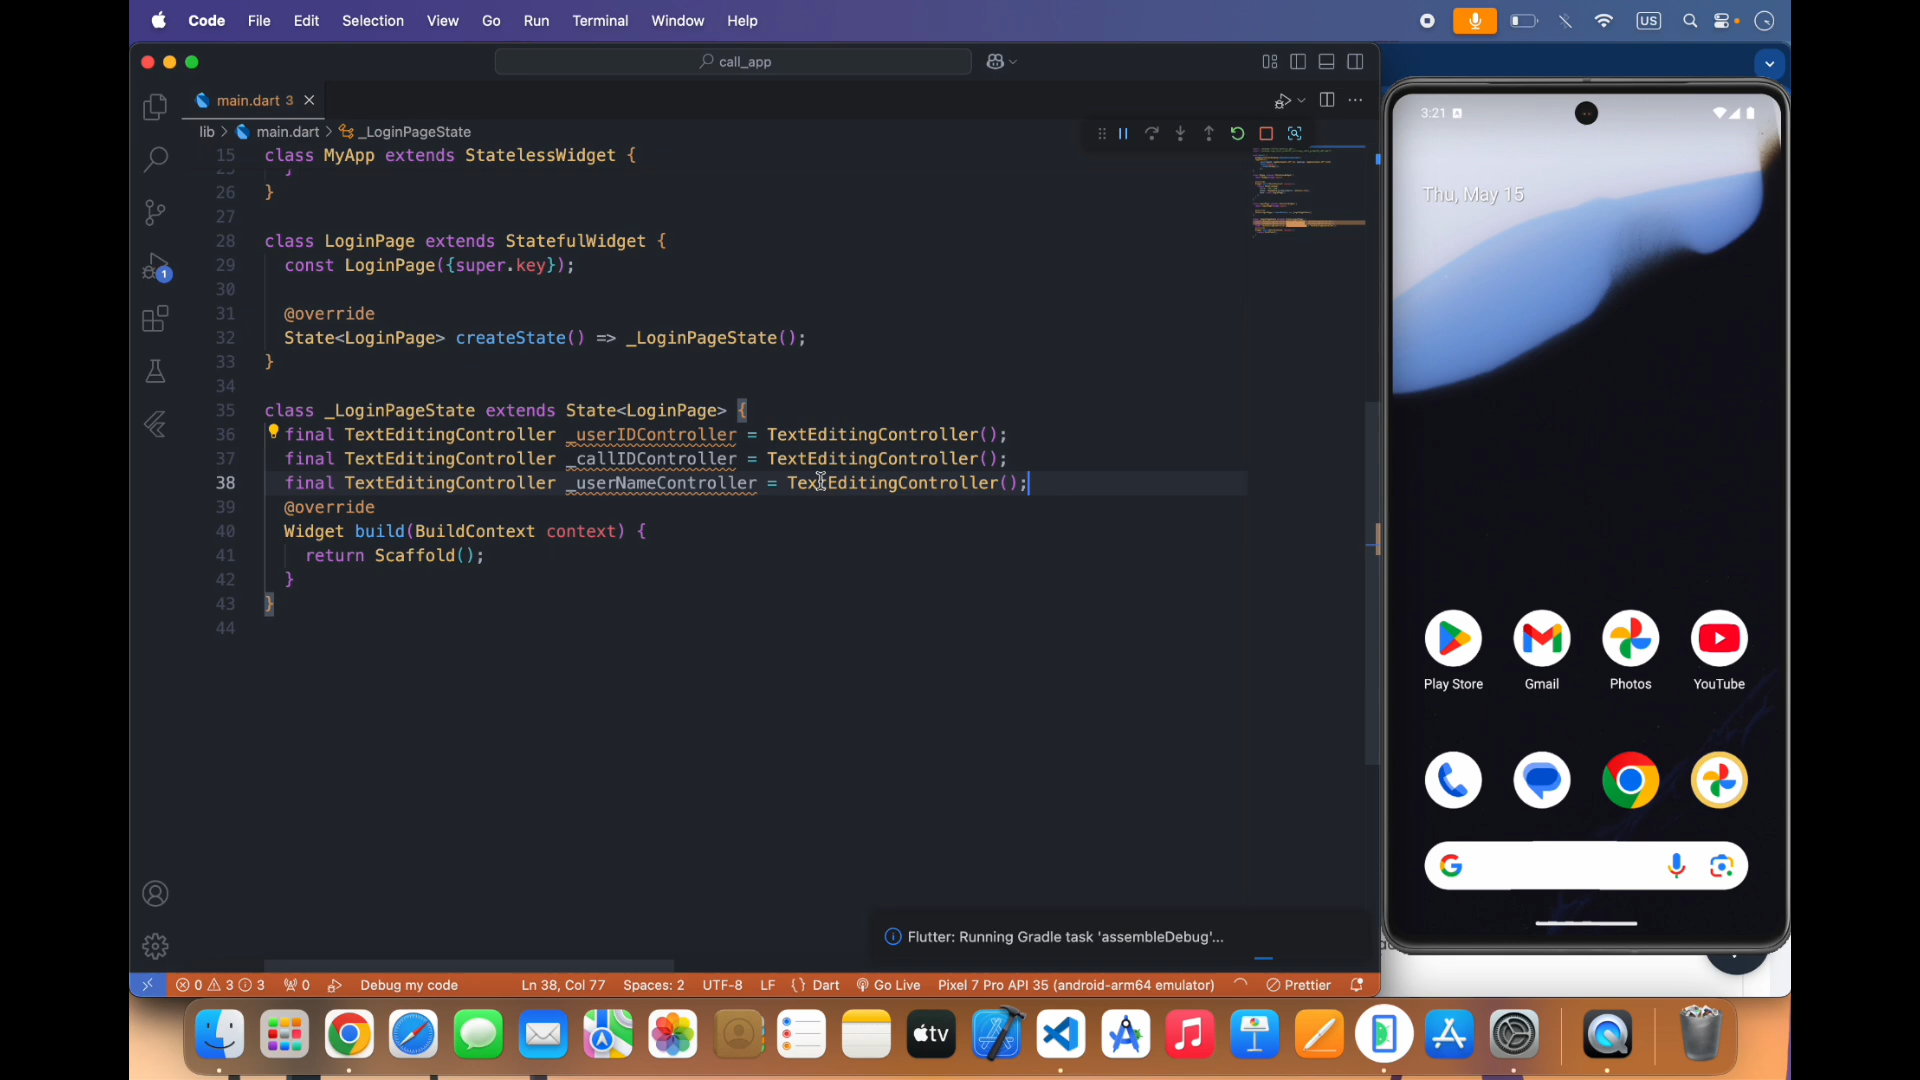 Code File Edit Selection View Go Run Terminal Window Help US
call_app
main.dart 3
lib > main.dart > _LoginPageState
15 class MyApp extends StatelessWidget {
}
26 }
27
28 class LoginPage extends StatefulWidget {
29 const LoginPage({super.key});
30
31 @override
32 State<LoginPage> createState() => _LoginPageState();
33 }
34
35 class _LoginPageState extends State<LoginPage> {
36 final TextEditingController _userIDController = TextEditingController();
37 final TextEditingController _callIDController = TextEditingController();
38 final TextEditingController _userNameController = TextEditingController();
39 @override
40 Widget build(BuildContext context) {
41 return Scaffold();
42 }
43 }
44
1
Flutter: Running Gradle task 'assembleDebug'...
0 3 3 0 Debug my code Ln 38, Col 77 Spaces: 2 UTF-8 LF {} Dart Go Live Pixel 7 Pro API 35 (android-arm64 emulator) Prettier
3:21
Thu, May 15
Play Store Gmail Photos YouTube
tv